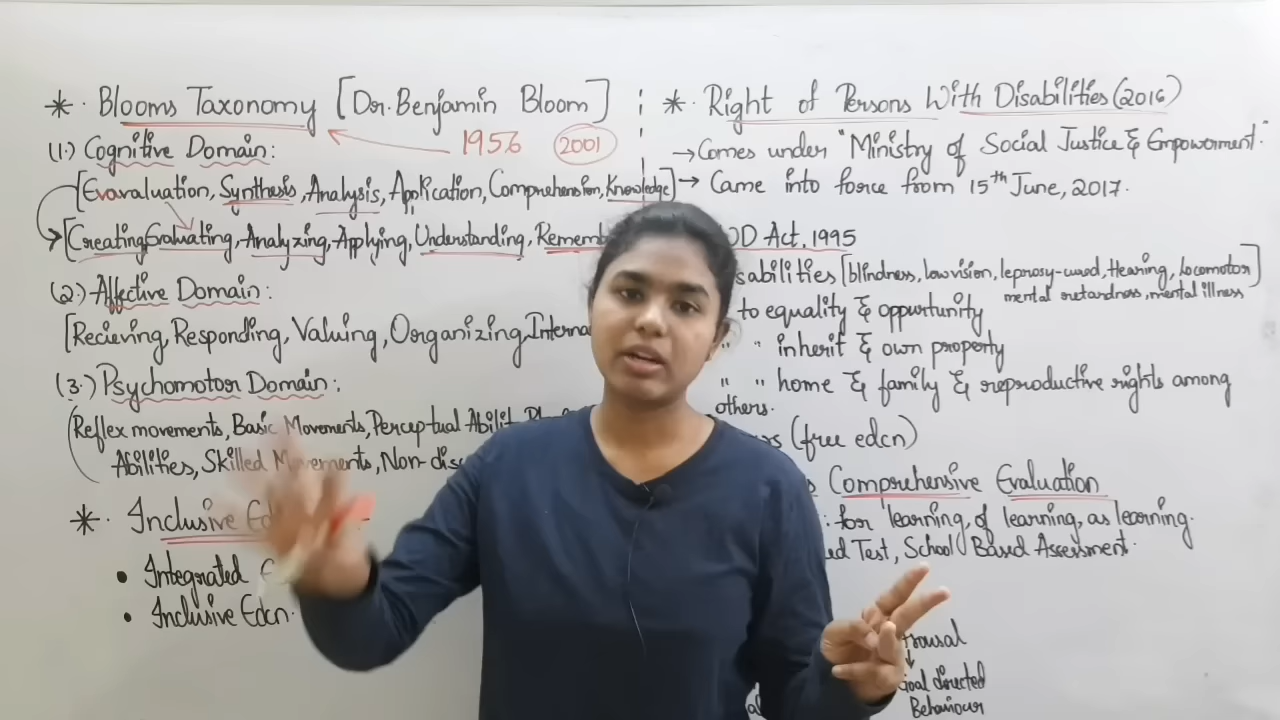 * Blooms Taxonomy [Dr. Benjamin Bloom]
1956 2001
(1.) Cognitive Domain:
[Evavaluation, Synthesis, Analysis, Application, Comprehension, Knowledge]
[Creating Evaluating, Analyzing, Applying, Understanding, Rememb
(2.) Affective Domain:
[Recieving, Responding, Valuing, Organizing, Interna
(3.) Psychomotor Domain:
(Reflex movements, Basic Movements, Perceptual Abilit
Abilities, Skilled Movements, Non-dis
* Inclusive Ed
• Integrated
• Inclusive Edcn.
* Right of Persons With Disabilities (2016)
→ Comes under "Ministry of Social Justice & Empowerment."
→ Came into force from 15th June, 2017.
D Act, 1995
sabilities [blindness, low vision, leprosy-cured, Hearing, Locomotor]
mental retardness, mental illness
to equality & oppurtunity
" " inherit & own property
" " home & family & reproductive rights among
others.
rs (free edcn)
s Comprehensive Evaluation
: for learning, of learning, as learning.
ed Test, School Based Assessment.
rousal
↓
oal directed
Behaviour